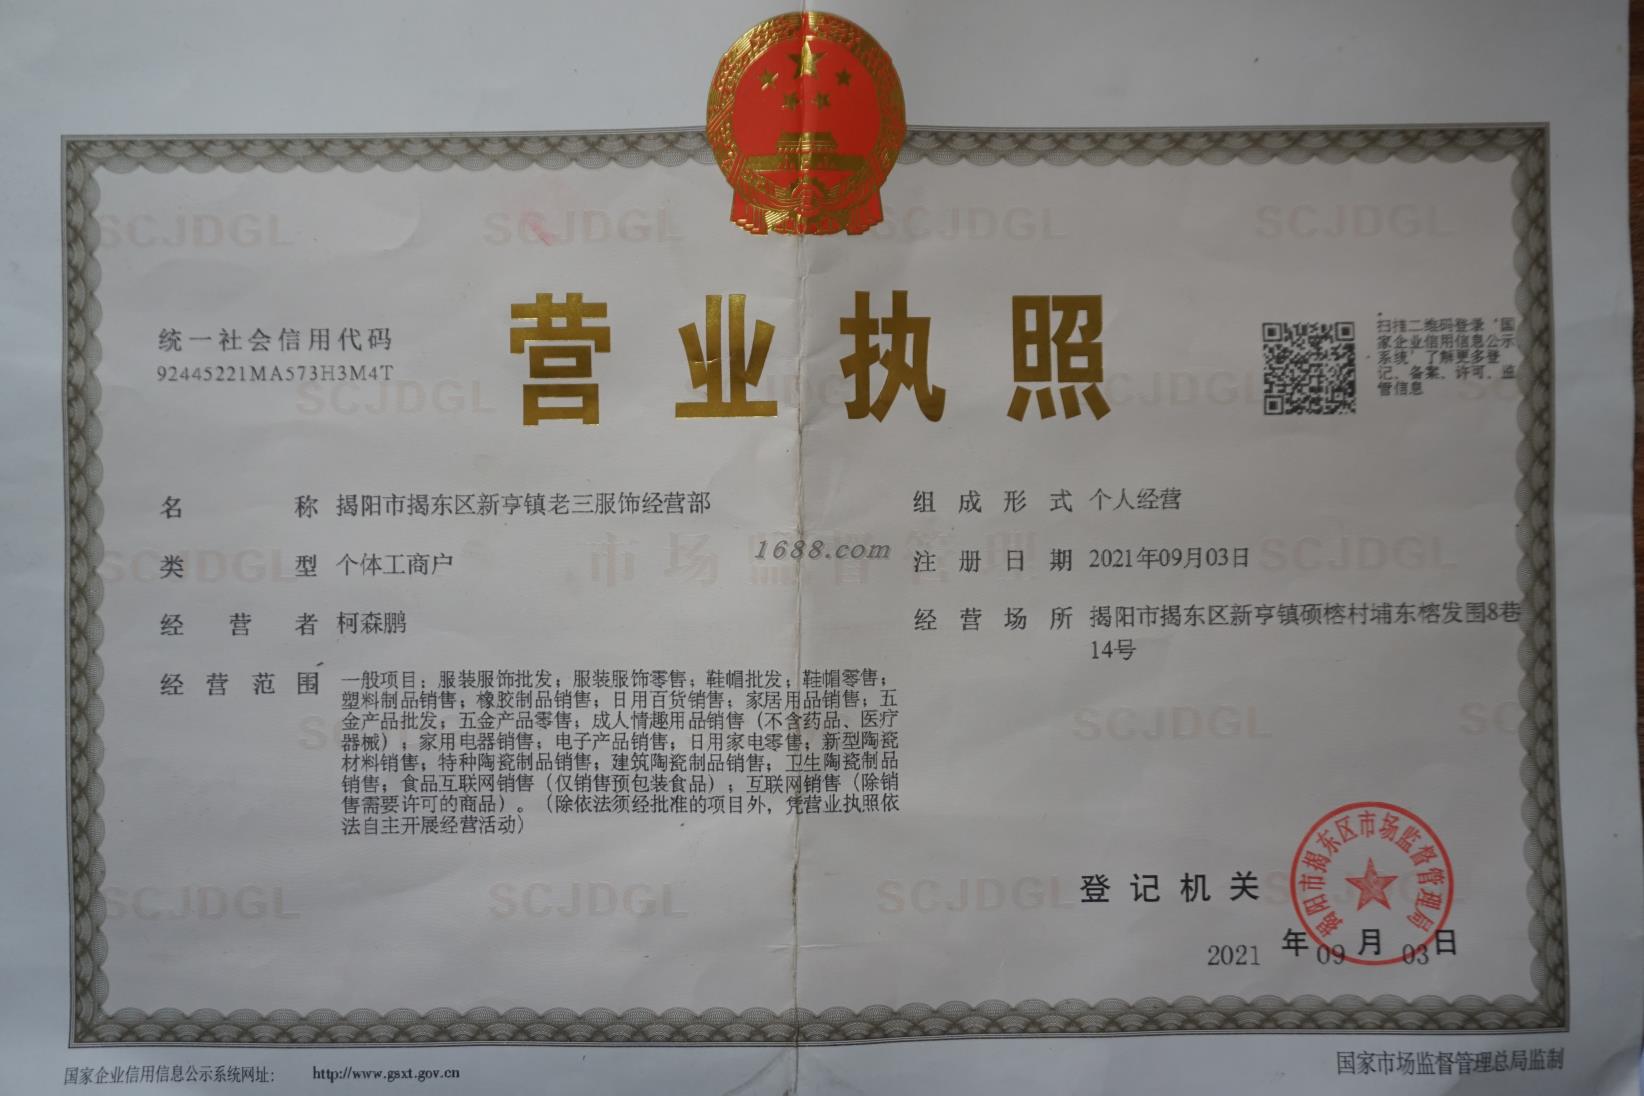 SCJDGL SCJDGL SCJDGL SCJDGL
营业执照
统一社会信用代码
92445221MA573H3M4T
扫描二维码登录‘国
家企业信用信息公示
系统’了解更多登
记、备案、许可、监
管信息
SCJDGL SCJDGL
名称 揭阳市揭东区新亨镇老三服饰经营部
组成形式 个人经营
市场监督管理
1688.com
SCJDGL SCJDGL
类型 个体工商户
注册日期 2021年09月03日
经营者 柯森鹏
经营场所 揭阳市揭东区新亨镇硕榕村埔东榕发围8巷
14号
经营范围 一般项目：服装服饰批发；服装服饰零售；鞋帽批发；鞋帽零售；
塑料制品销售；橡胶制品销售；日用百货销售；家居用品销售；五
金产品批发；五金产品零售；成人情趣用品销售（不含药品、医疗
器械）；家用电器销售；电子产品销售；日用家电零售；新型陶瓷
材料销售；特种陶瓷制品销售；建筑陶瓷制品销售；卫生陶瓷制品
销售；食品互联网销售（仅销售预包装食品）；互联网销售（除销
售需要许可的商品）。（除依法须经批准的项目外，凭营业执照依
法自主开展经营活动）
SCJDGL
SCJDGL SCJDGL SCJDGL
登记机关
揭阳市揭东区市场监督管理局
2021 年 09 月 03 日
国家企业信用信息公示系统网址： http://www.gsxt.gov.cn
国家市场监督管理总局监制